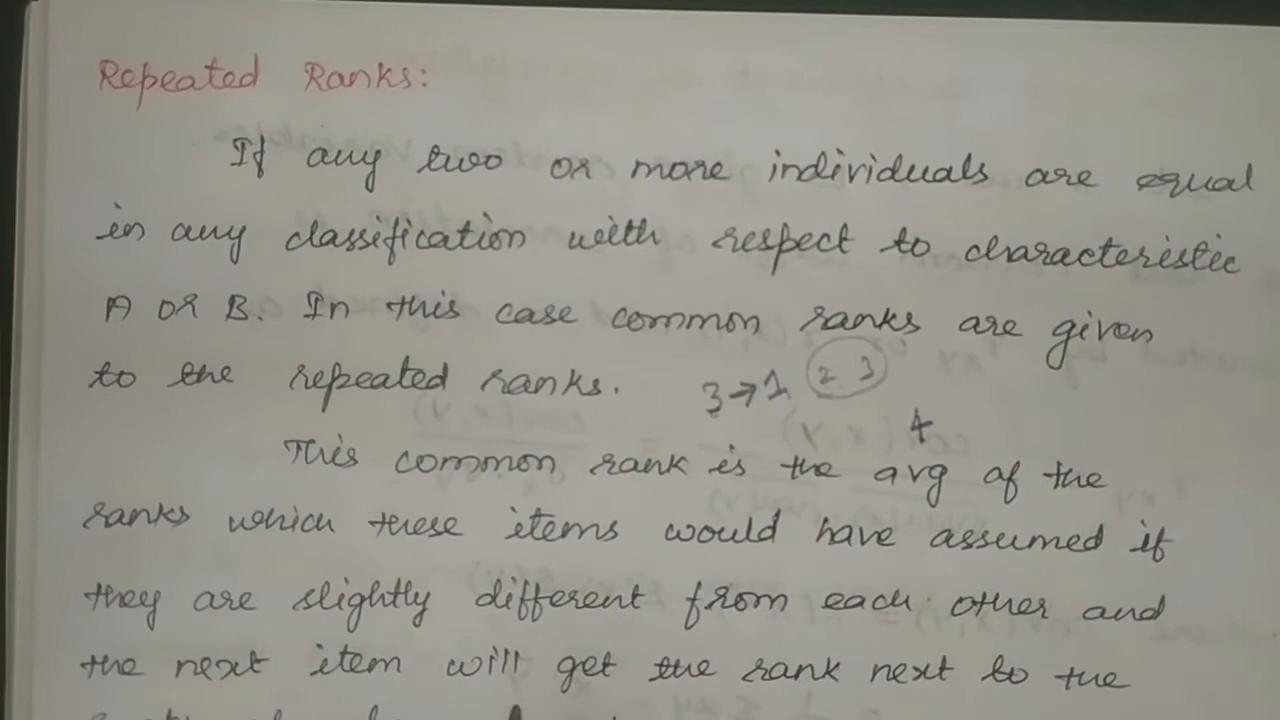 Repeated Ranks:
If any two or more individuals are equal
in any classification with respect to characteristic
A or B. In this case common ranks are given
to the repeated ranks. 3→1 2 3
4
This common rank is the avg of the
ranks which these items would have assumed if
they are slightly different from each other and
the next item will get the rank next to the